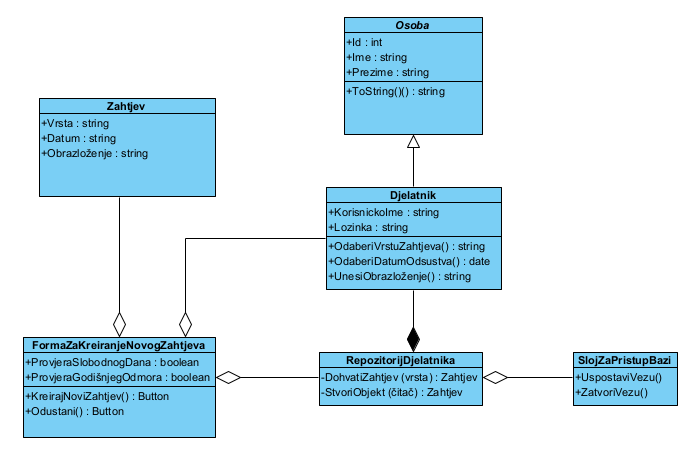 Osoba
+Id : int
+Ime : string
+Prezime : string
+ToString()() : string
Zahtjev
+Vrsta : string
+Datum : string
+Obrazloženje : string
Djelatnik
+KorisnickoIme : string
+Lozinka : string
+OdaberiVrstuZahtjeva() : string
+OdaberiDatumOdsustva() : date
+UnesiObrazloženje() : string
FormaZaKreiranjeNovogZahtjeva
+ProvjeraSlobodnogDana : boolean
+ProvjeraGodišnjegOdmora : boolean
+KreirajNoviZahtjev() : Button
+Odustani() : Button
RepozitorijDjelatnika
-DohvatiZahtjev (vrsta) : Zahtjev
-StvoriObjekt (čitač) : Zahtjev
SlojZaPristupBazi
+UspostaviVezu()
+ZatvoriVezu()